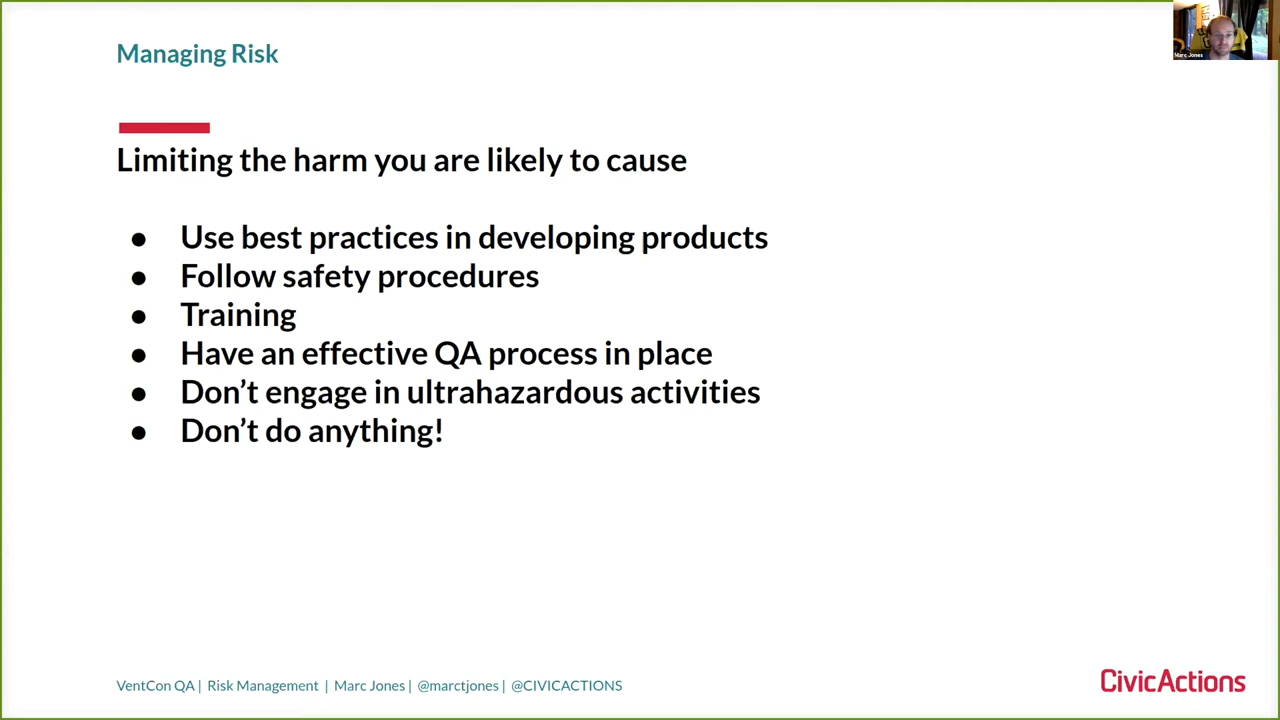 Managing Risk
Marc Jones
Limiting the harm you are likely to cause
● Use best practices in developing products
● Follow safety procedures
● Training
● Have an effective QA process in place
● Don’t engage in ultrahazardous activities
● Don’t do anything!
VentCon QA | Risk Management | Marc Jones | @marctjones | @CIVICACTIONS
CivicActions